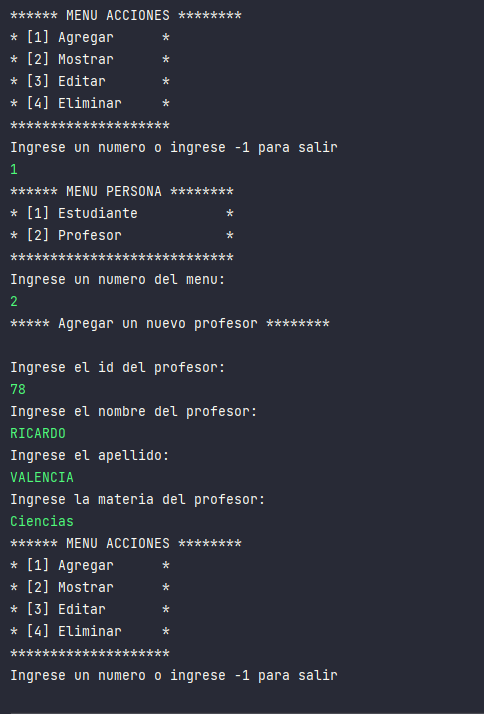 ****** MENU ACCIONES ********
* [1] Agregar      *
* [2] Mostrar      *
* [3] Editar       *
* [4] Eliminar     *
********************
Ingrese un numero o ingrese -1 para salir
1
****** MENU PERSONA ********
* [1] Estudiante           *
* [2] Profesor             *
****************************
Ingrese un numero del menu:
2
***** Agregar un nuevo profesor ********
Ingrese el id del profesor:
78
Ingrese el nombre del profesor:
RICARDO
Ingrese el apellido:
VALENCIA
Ingrese la materia del profesor:
Ciencias
****** MENU ACCIONES ********
* [1] Agregar      *
* [2] Mostrar      *
* [3] Editar       *
* [4] Eliminar     *
********************
Ingrese un numero o ingrese -1 para salir